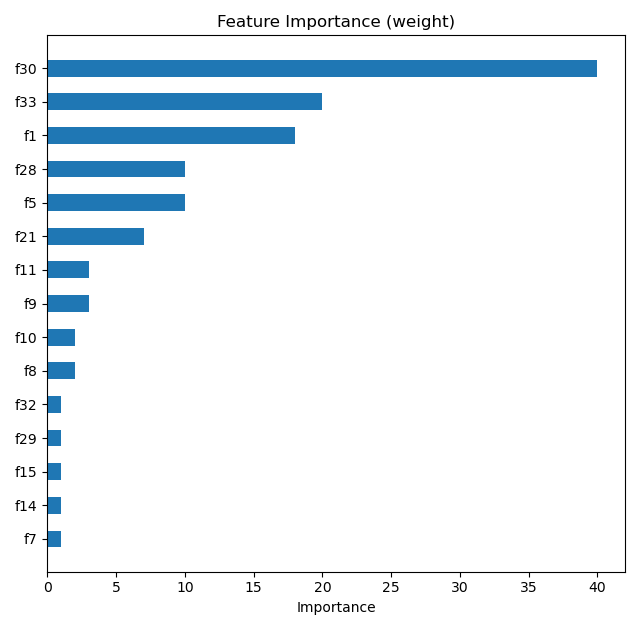 Feature Importance (weight)
f30
f33
f1
f28
f5
f21
f11
f9
f10
f8
f32
f29
f15
f14
f7
0 5 10 15 20 25 30 35 40
Importance